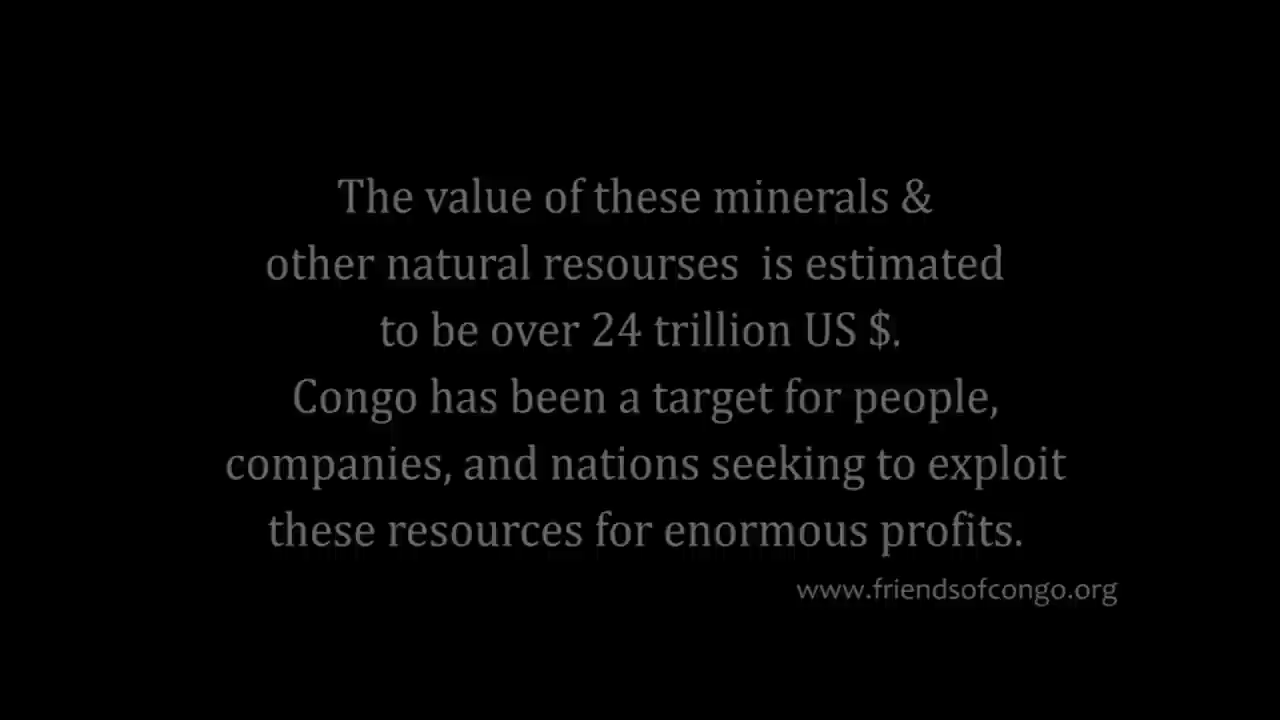 The value of these minerals &
other natural resourses is estimated
to be over 24 trillion US $.
Congo has been a target for people,
companies, and nations seeking to exploit
these resources for enormous profits.
www.friendsofcongo.org